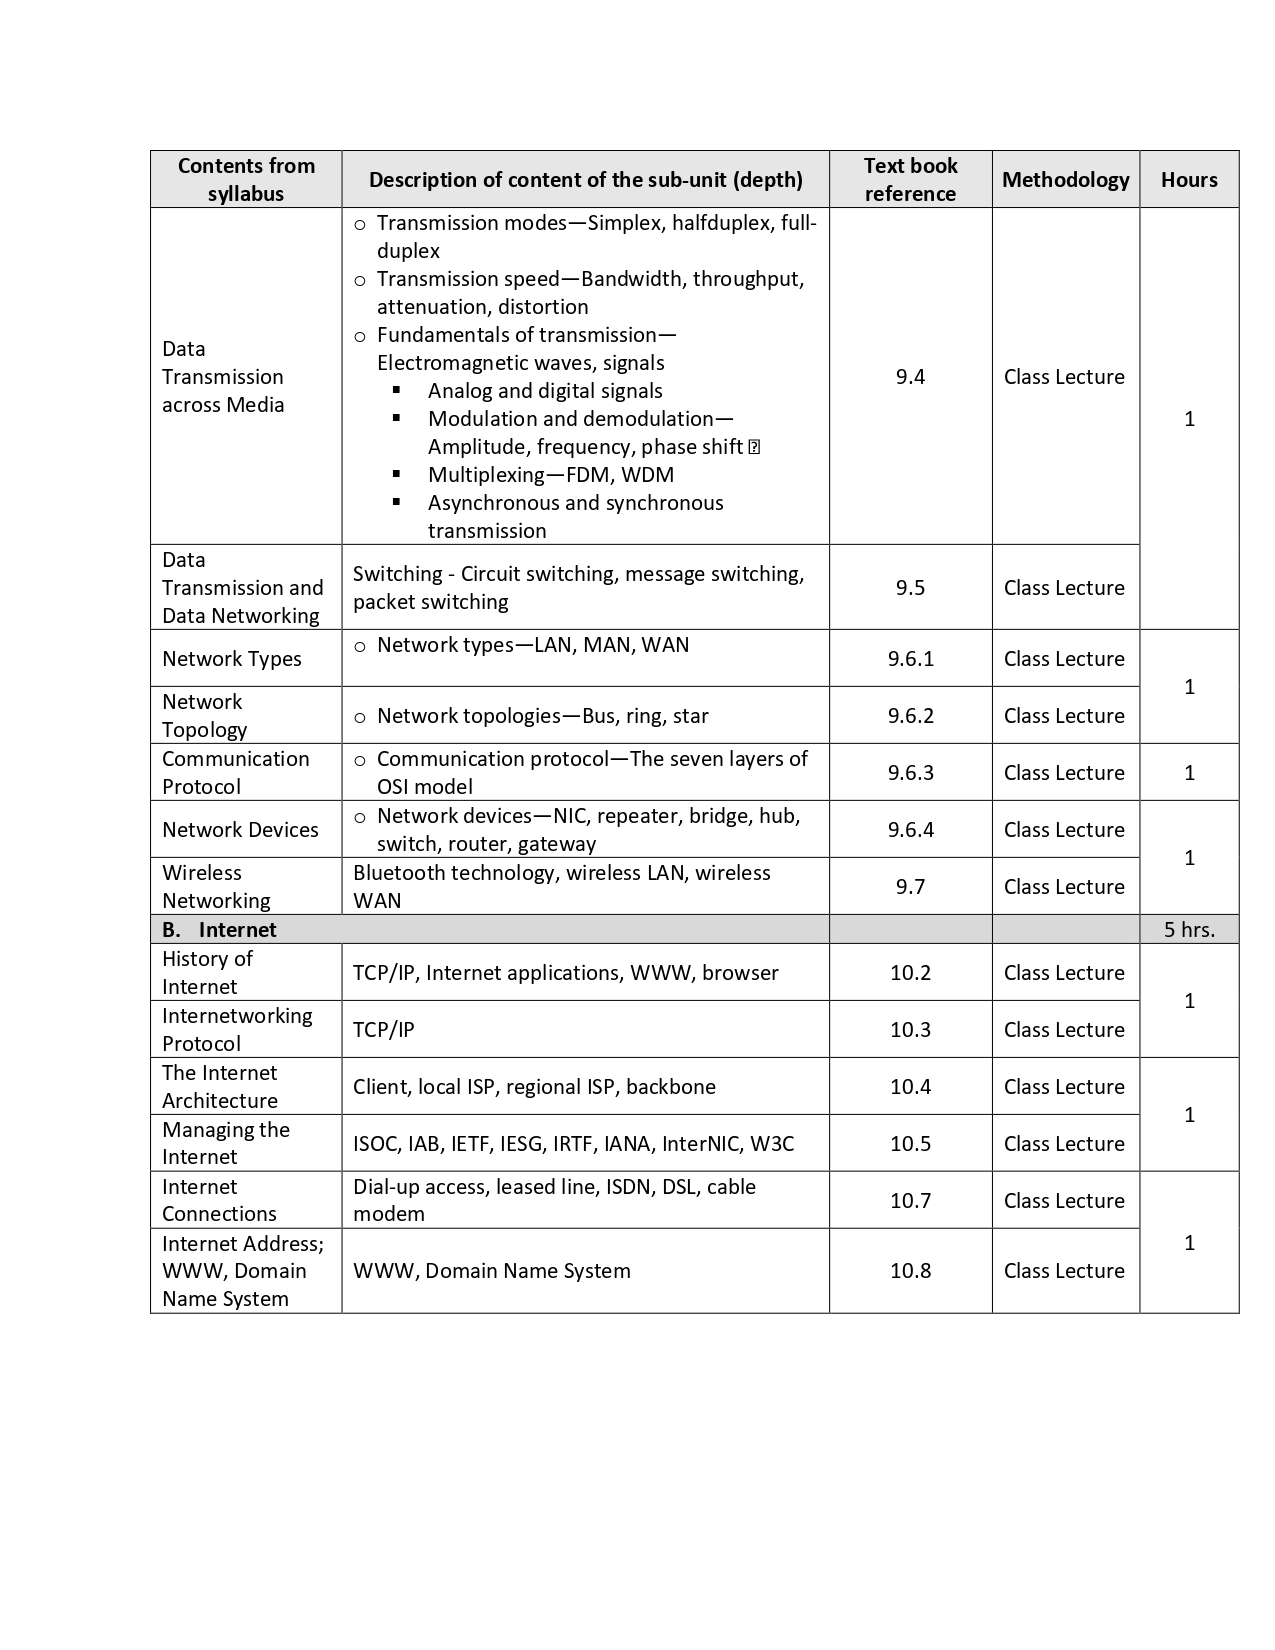 Contents from syllabus | Description of content of the sub-unit (depth) | Text book reference | Methodology | Hours
Data Transmission across Media
o Transmission modes—Simplex, halfduplex, full-
duplex
o Transmission speed—Bandwidth, throughput,
attenuation, distortion
o Fundamentals of transmission—
Electromagnetic waves, signals
▪ Analog and digital signals
▪ Modulation and demodulation—
Amplitude, frequency, phase shift
▪ Multiplexing—FDM, WDM
▪ Asynchronous and synchronous
transmission
9.4
Class Lecture
1
Data
Transmission and
Data Networking
Switching - Circuit switching, message switching,
packet switching
9.5
Class Lecture
Network Types
o Network types—LAN, MAN, WAN
9.6.1
Class Lecture
1
Network
Topology
o Network topologies—Bus, ring, star
9.6.2
Class Lecture
Communication
Protocol
o Communication protocol—The seven layers of
OSI model
9.6.3
Class Lecture
1
Network Devices
o Network devices—NIC, repeater, bridge, hub,
switch, router, gateway
9.6.4
Class Lecture
1
Wireless
Networking
Bluetooth technology, wireless LAN, wireless
WAN
9.7
Class Lecture
B. Internet
5 hrs.
History of
Internet
TCP/IP, Internet applications, WWW, browser
10.2
Class Lecture
1
Internetworking
Protocol
TCP/IP
10.3
Class Lecture
The Internet
Architecture
Client, local ISP, regional ISP, backbone
10.4
Class Lecture
1
Managing the
Internet
ISOC, IAB, IETF, IESG, IRTF, IANA, InterNIC, W3C
10.5
Class Lecture
Internet
Connections
Dial-up access, leased line, ISDN, DSL, cable
modem
10.7
Class Lecture
1
Internet Address;
WWW, Domain
Name System
WWW, Domain Name System
10.8
Class Lecture